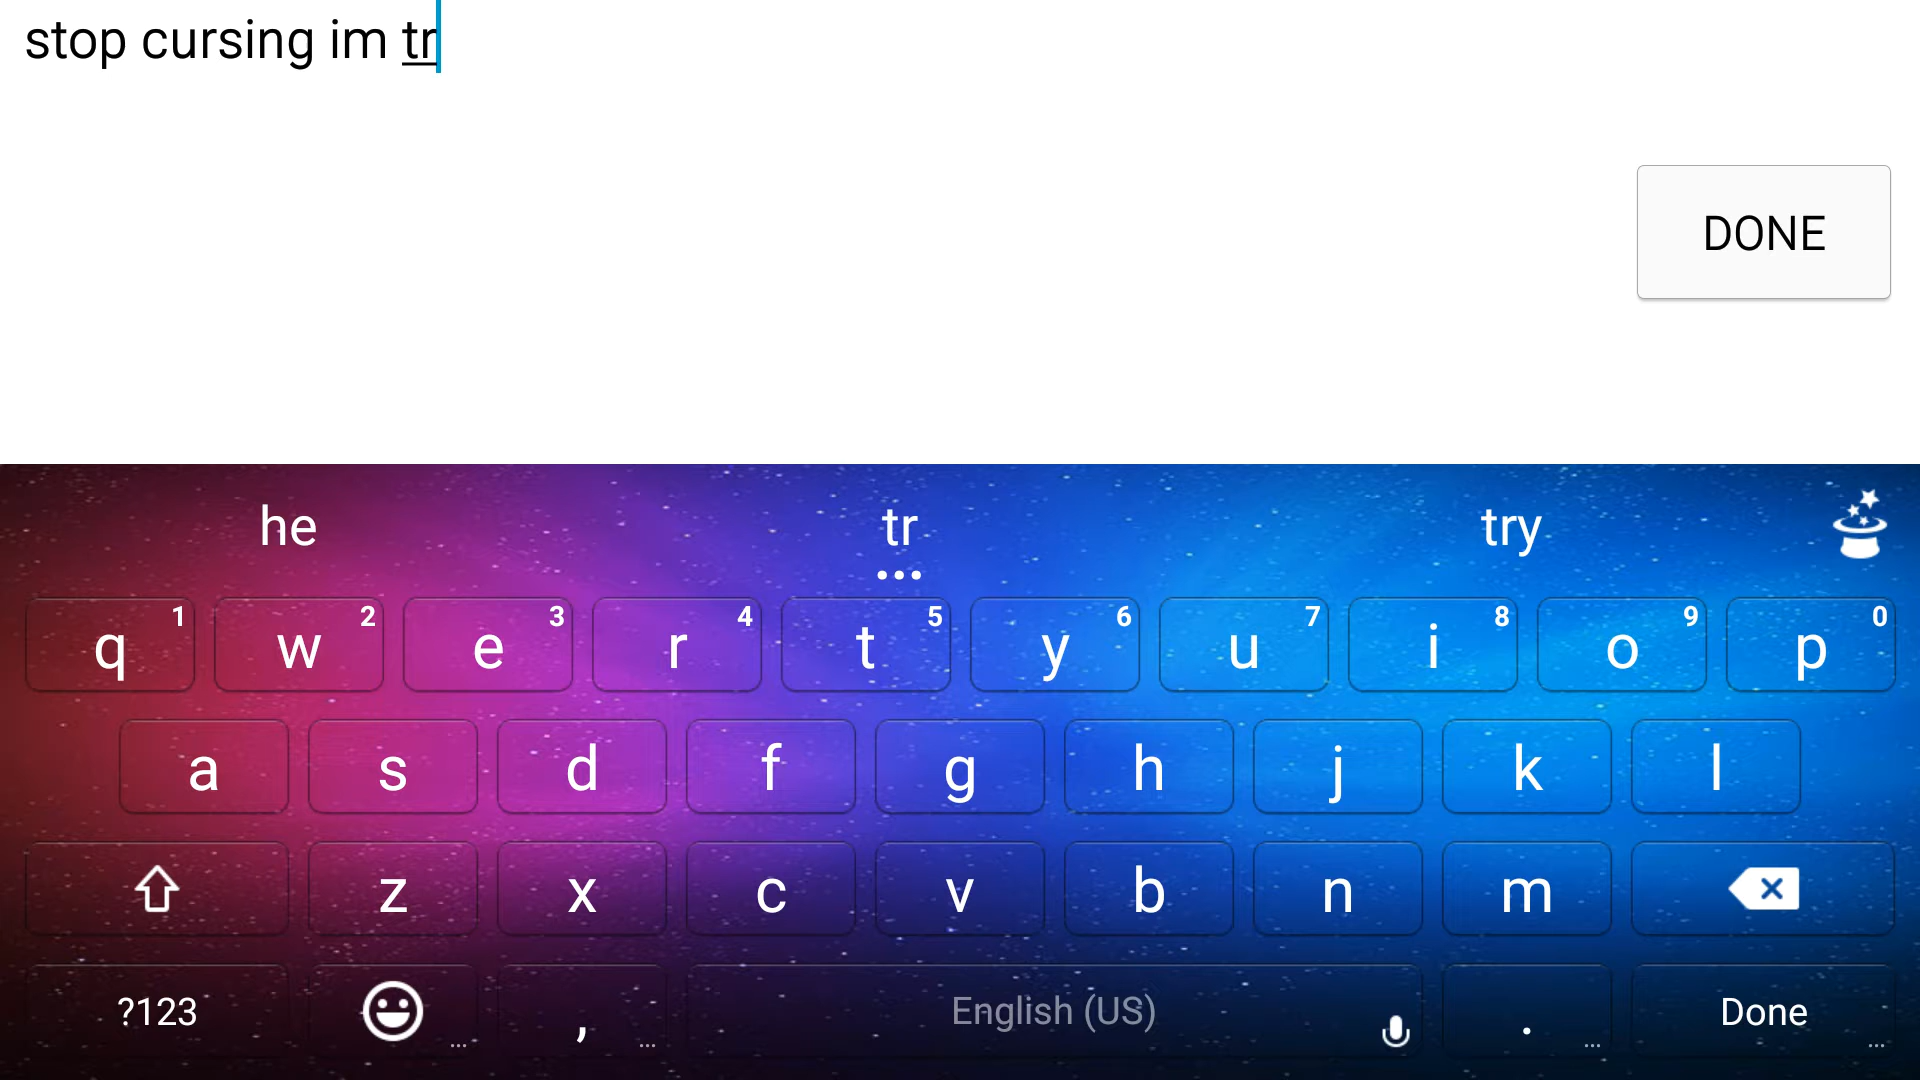 stop cursing im tr
DONE
he tr try
q 1 w 2 e 3 r 4 t 5 y 6 u 7 i 8 o 9 p 0
a s d f g h j k l
z x c v b n m
?123 , English (US) . Done